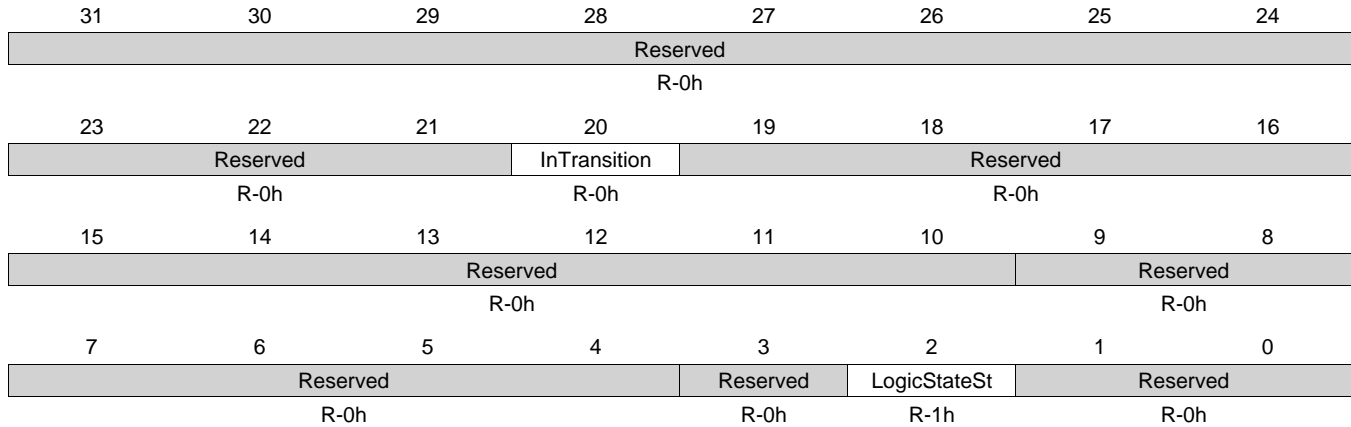 31 30 29 28 27 26 25 24
Reserved
R-0h
23 22 21 20 19 18 17 16
Reserved InTransition Reserved
R-0h R-0h R-0h
15 14 13 12 11 10 9 8
Reserved Reserved
R-0h R-0h
7 6 5 4 3 2 1 0
Reserved Reserved LogicStateSt Reserved
R-0h R-0h R-1h R-0h